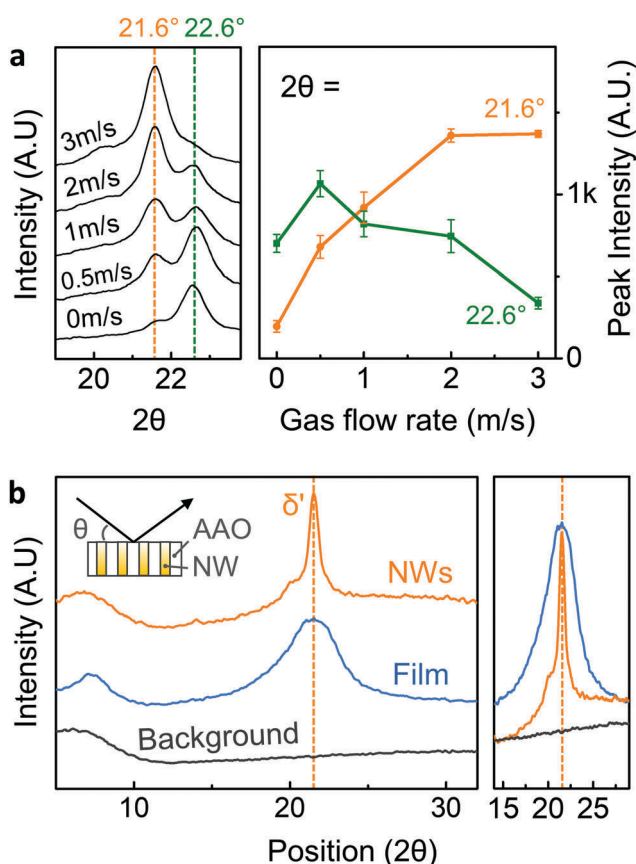 21.6° 22.6°
a
Intensity (A.U)
3m/s
2m/s
1m/s
0.5m/s
0m/s
20 22
2θ
2θ =
21.6°
22.6°
1k
0
Peak Intensity (A.U.)
0 1 2 3
Gas flow rate (m/s)
b
Intensity (A.U)
θ
AAO
NW
δ'
NWs
Film
Background
10 20 30
15 20 25
Position (2θ)